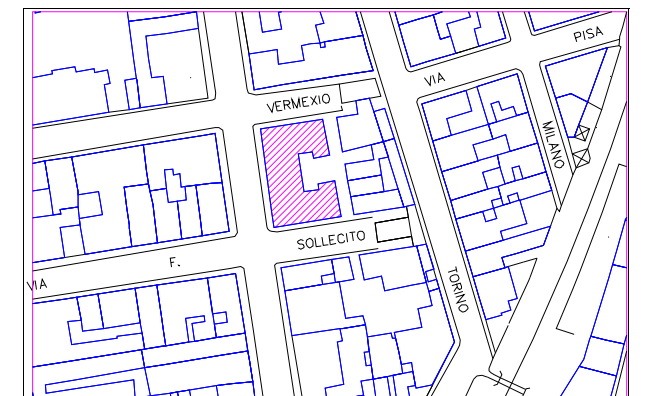 PISA
VIA
VERMEXIO
MILANO
SOLLECITO
F.
VIA
TORINO